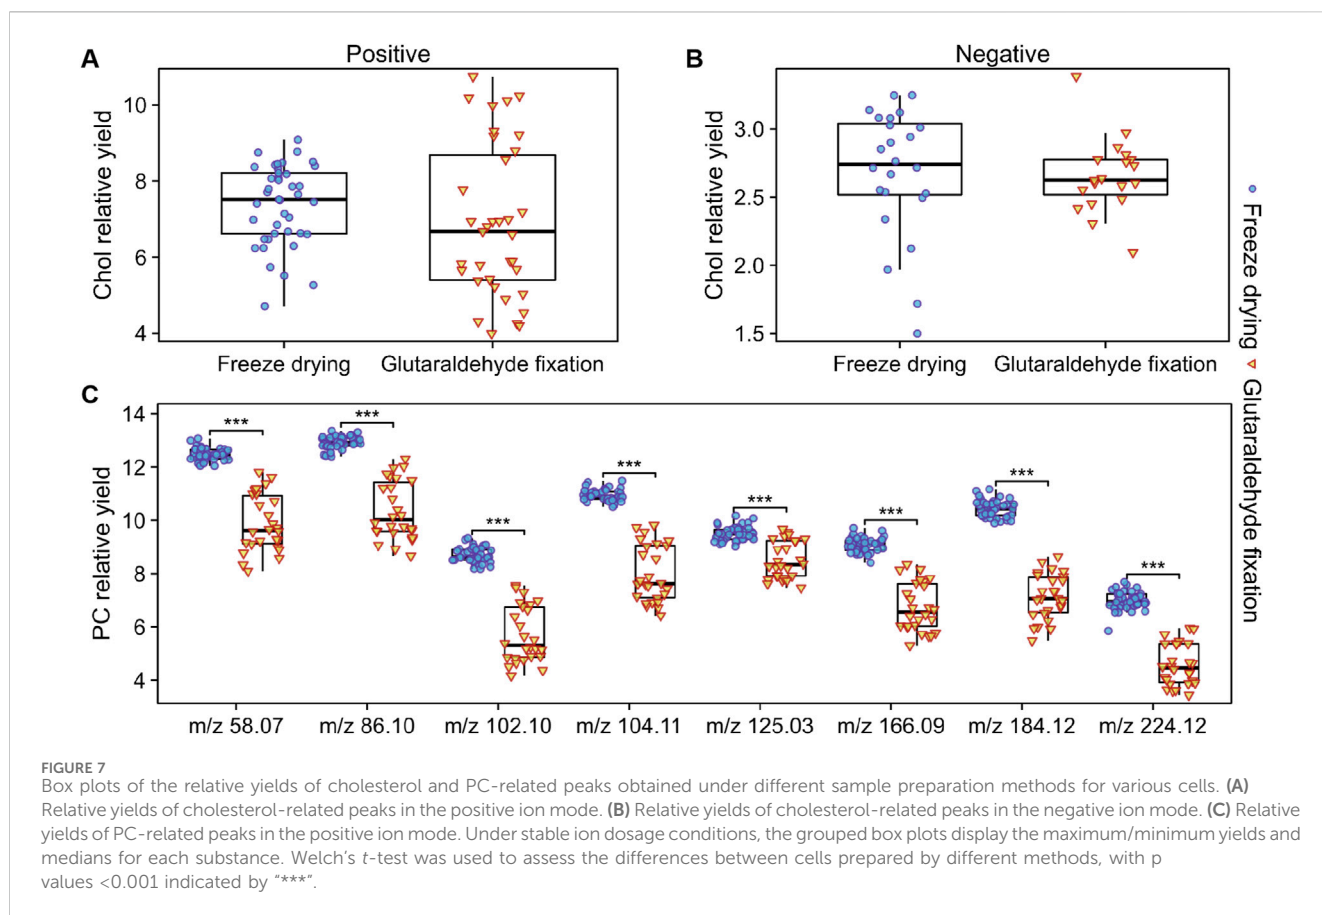 A
Positive
Chol relative yield
10
8
6
4
Freeze drying
Glutaraldehyde fixation
B
Negative
Chol relative yield
3.0
2.5
2.0
1.5
Freeze drying
Glutaraldehyde fixation
Freeze drying
Glutaraldehyde fixation
C
PC relative yield
14
12
10
8
6
4
***
***
***
***
***
***
***
***
m/z 58.07
m/z 86.10
m/z 102.10
m/z 104.11
m/z 125.03
m/z 166.09
m/z 184.12
m/z 224.12
FIGURE 7
Box plots of the relative yields of cholesterol and PC-related peaks obtained under different sample preparation methods for various cells. (A)
Relative yields of cholesterol-related peaks in the positive ion mode. (B) Relative yields of cholesterol-related peaks in the negative ion mode. (C) Relative
yields of PC-related peaks in the positive ion mode. Under stable ion dosage conditions, the grouped box plots display the maximum/minimum yields and
medians for each substance. Welch's t-test was used to assess the differences between cells prepared by different methods, with p
values <0.001 indicated by "***".